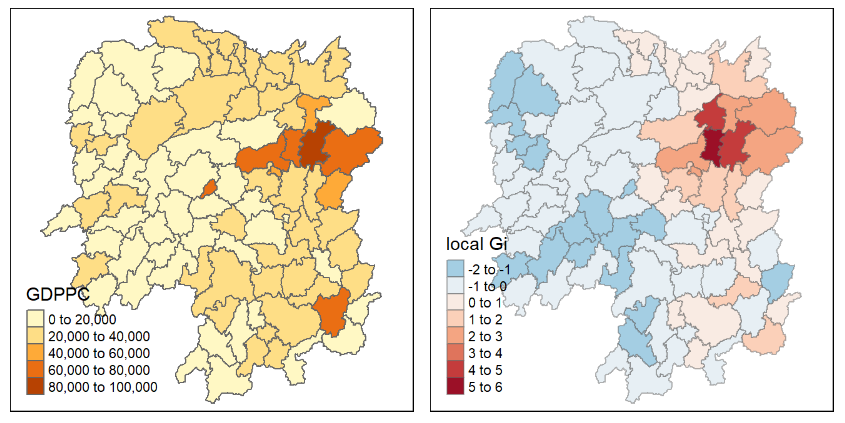 GDPPC
0 to 20,000
20,000 to 40,000
40,000 to 60,000
60,000 to 80,000
80,000 to 100,000
local Gi
-2 to -1
-1 to 0
0 to 1
1 to 2
2 to 3
3 to 4
4 to 5
5 to 6